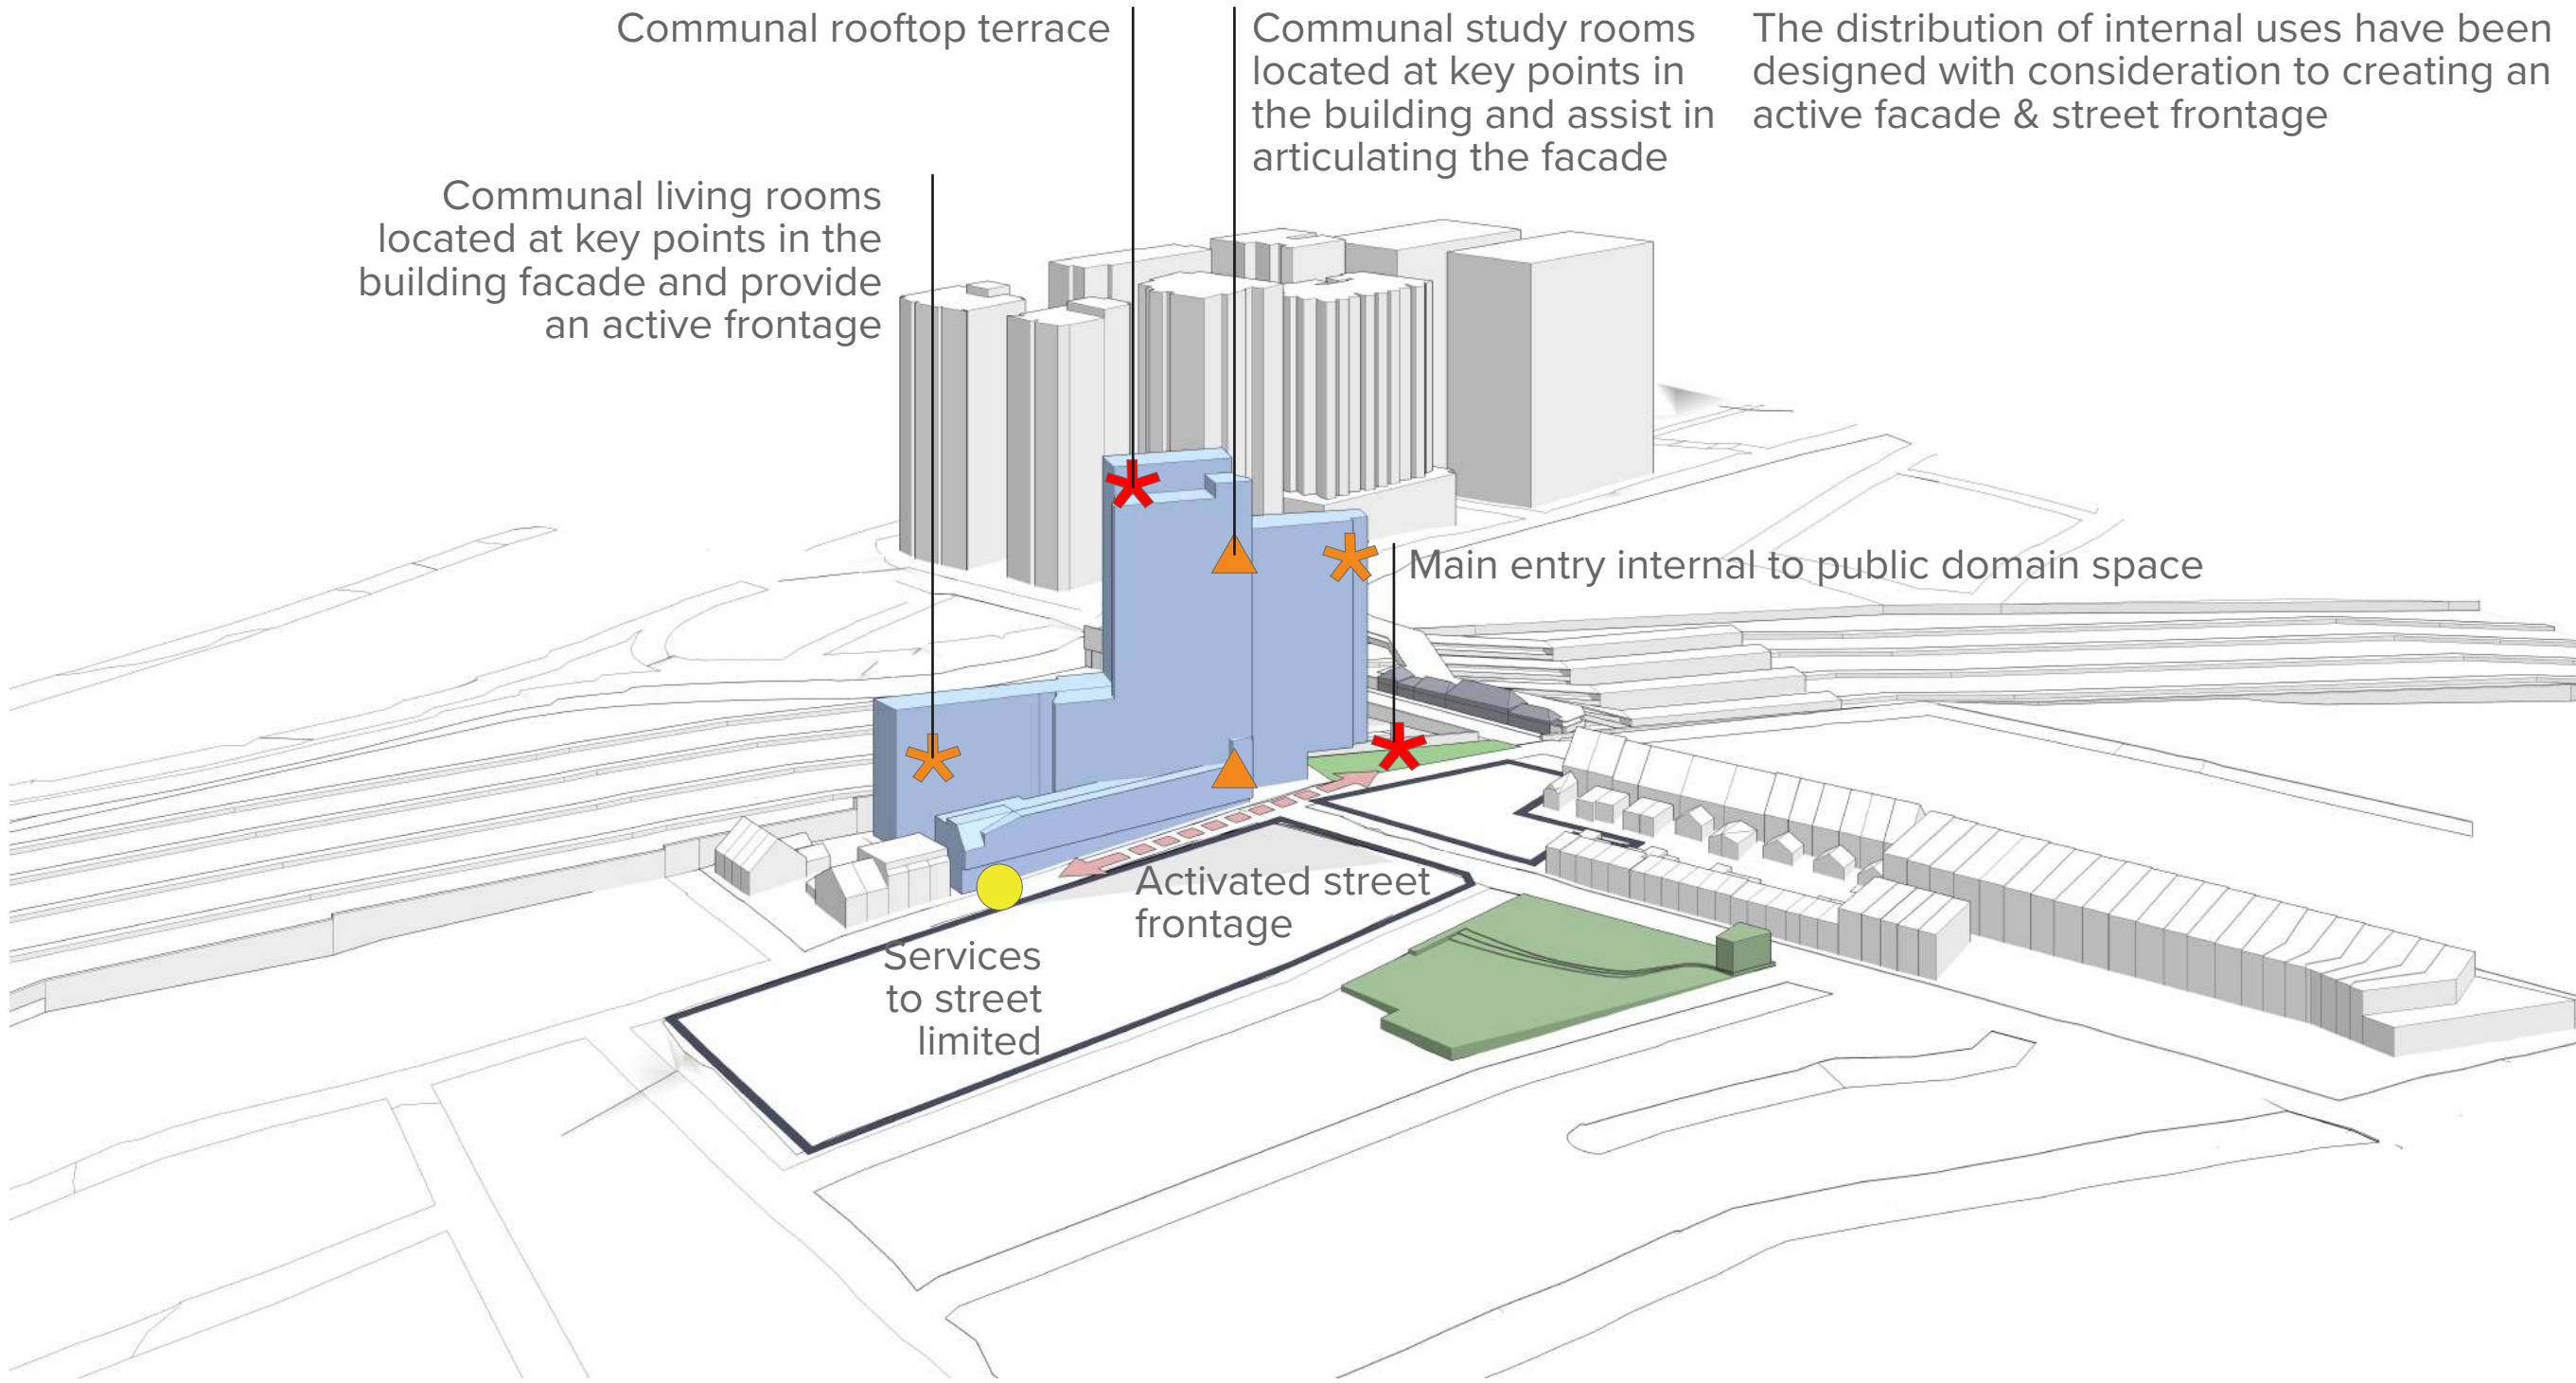 Communal rooftop terrace
Communal study rooms
located at key points in
the building and assist in
articulating the facade
The distribution of internal uses have been
designed with consideration to creating an
active facade & street frontage
Communal living rooms
located at key points in the
building facade and provide
an active frontage
Main entry internal to public domain space
Activated street
frontage
Services
to street
limited